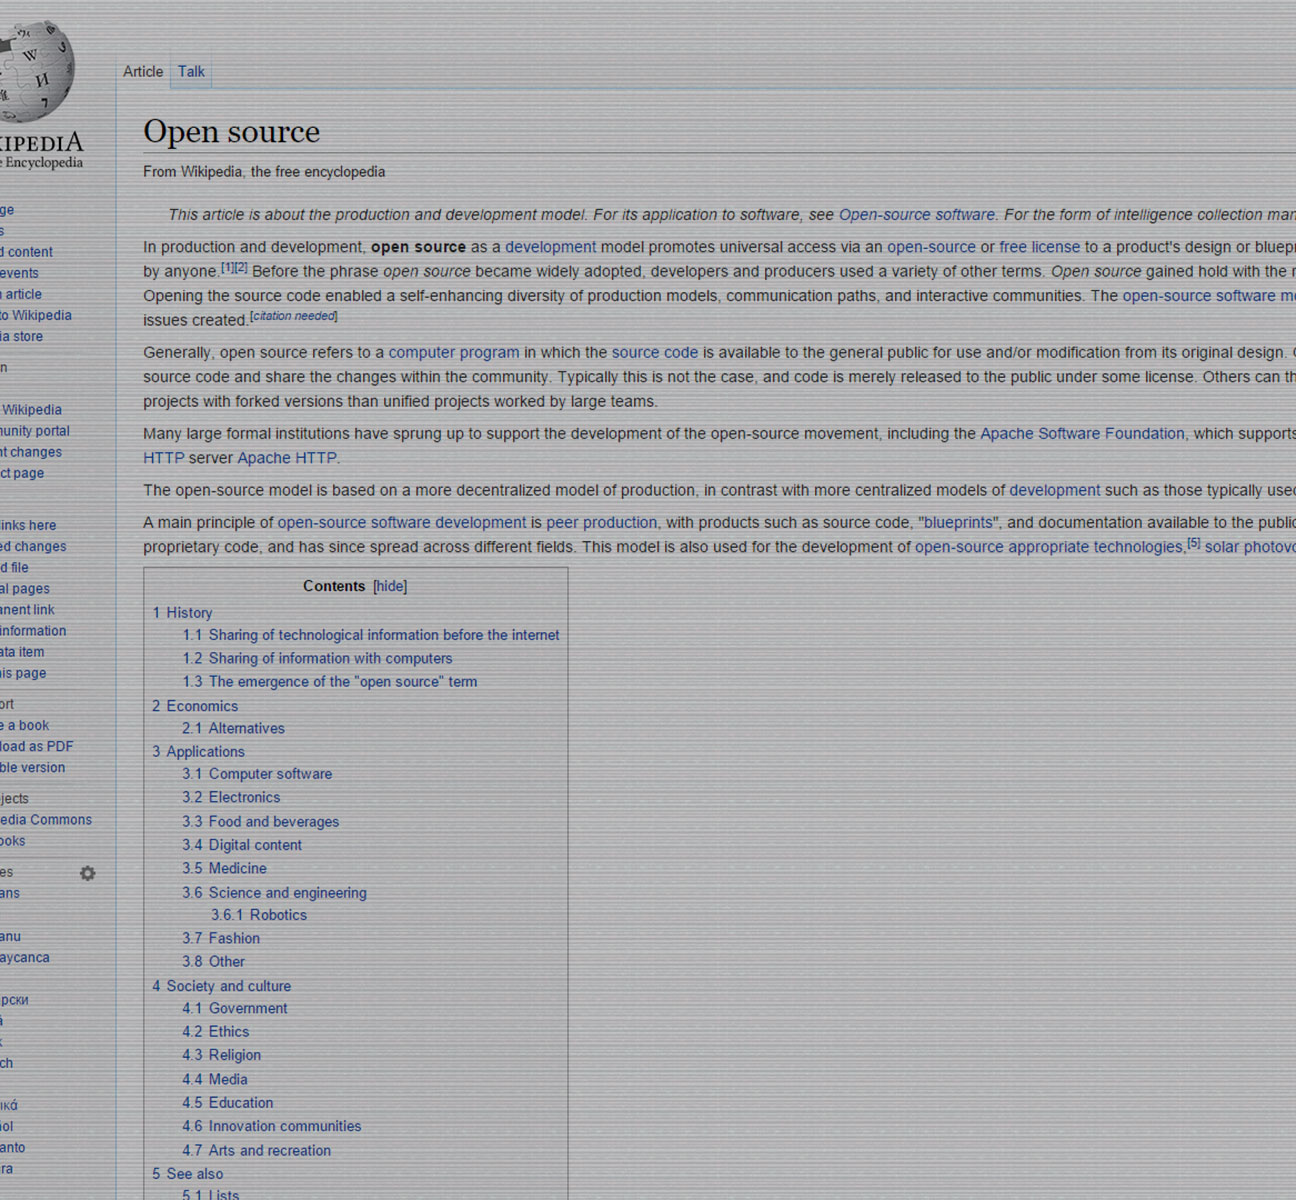 IPEDIA
Encyclopedia
ge
s
d content
events
article
to Wikipedia
ia store
n
Wikipedia
unity portal
nt changes
ct page
links here
ed changes
d file
al pages
anent link
information
ata item
his page
ort
e a book
load as PDF
ble version
jects
edia Commons
ooks
es
ans
anu
aycanca
рски
à
k
ch
ικά
ol
anto
ra
Article Talk
Open source
From Wikipedia, the free encyclopedia
This article is about the production and development model. For its application to software, see Open-source software. For the form of intelligence collection man
In production and development, open source as a development model promotes universal access via an open-source or free license to a product's design or bluep
by anyone.[1][2] Before the phrase open source became widely adopted, developers and producers used a variety of other terms. Open source gained hold with the
Opening the source code enabled a self-enhancing diversity of production models, communication paths, and interactive communities. The open-source software m
issues created.[citation needed]
Generally, open source refers to a computer program in which the source code is available to the general public for use and/or modification from its original design.
source code and share the changes within the community. Typically this is not the case, and code is merely released to the public under some license. Others can th
projects with forked versions than unified projects worked by large teams.
Many large formal institutions have sprung up to support the development of the open-source movement, including the Apache Software Foundation, which supports
HTTP server Apache HTTP.
The open-source model is based on a more decentralized model of production, in contrast with more centralized models of development such as those typically used
A main principle of open-source software development is peer production, with products such as source code, "blueprints", and documentation available to the public
proprietary code, and has since spread across different fields. This model is also used for the development of open-source appropriate technologies,[5] solar photovo
Contents [hide]
1 History
1.1 Sharing of technological information before the internet
1.2 Sharing of information with computers
1.3 The emergence of the "open source" term
2 Economics
2.1 Alternatives
3 Applications
3.1 Computer software
3.2 Electronics
3.3 Food and beverages
3.4 Digital content
3.5 Medicine
3.6 Science and engineering
3.6.1 Robotics
3.7 Fashion
3.8 Other
4 Society and culture
4.1 Government
4.2 Ethics
4.3 Religion
4.4 Media
4.5 Education
4.6 Innovation communities
4.7 Arts and recreation
5 See also
5.1 Lists